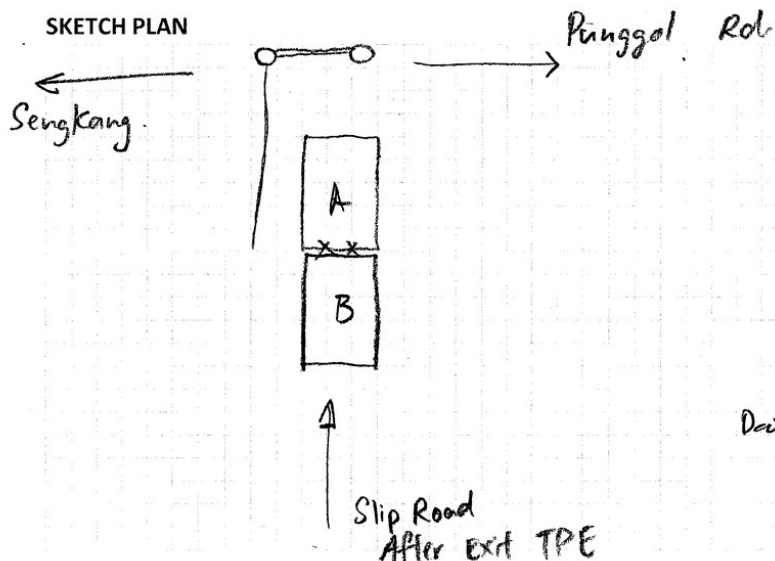 SKETCH PLAN
Punggol Rd.
Sengkang.
A
B
Slip Road
After Exit TPE